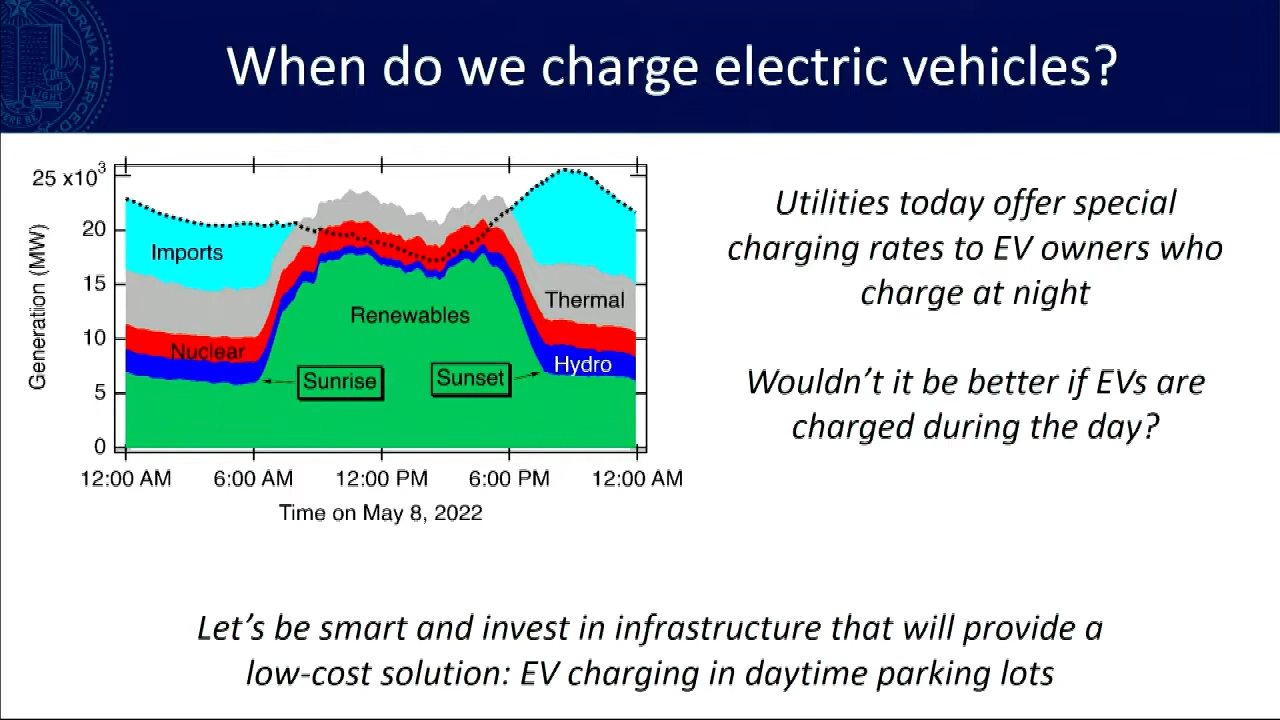 When do we charge electric vehicles?
25 x10³
20
15
10
5
0
Generation (MW)
Imports
Nuclear
Renewables
Thermal
Hydro
Sunrise
Sunset
12:00 AM 6:00 AM 12:00 PM 6:00 PM 12:00 AM
Time on May 8, 2022
Utilities today offer special
charging rates to EV owners who
charge at night
Wouldn't it be better if EVs are
charged during the day?
Let's be smart and invest in infrastructure that will provide a
low-cost solution: EV charging in daytime parking lots